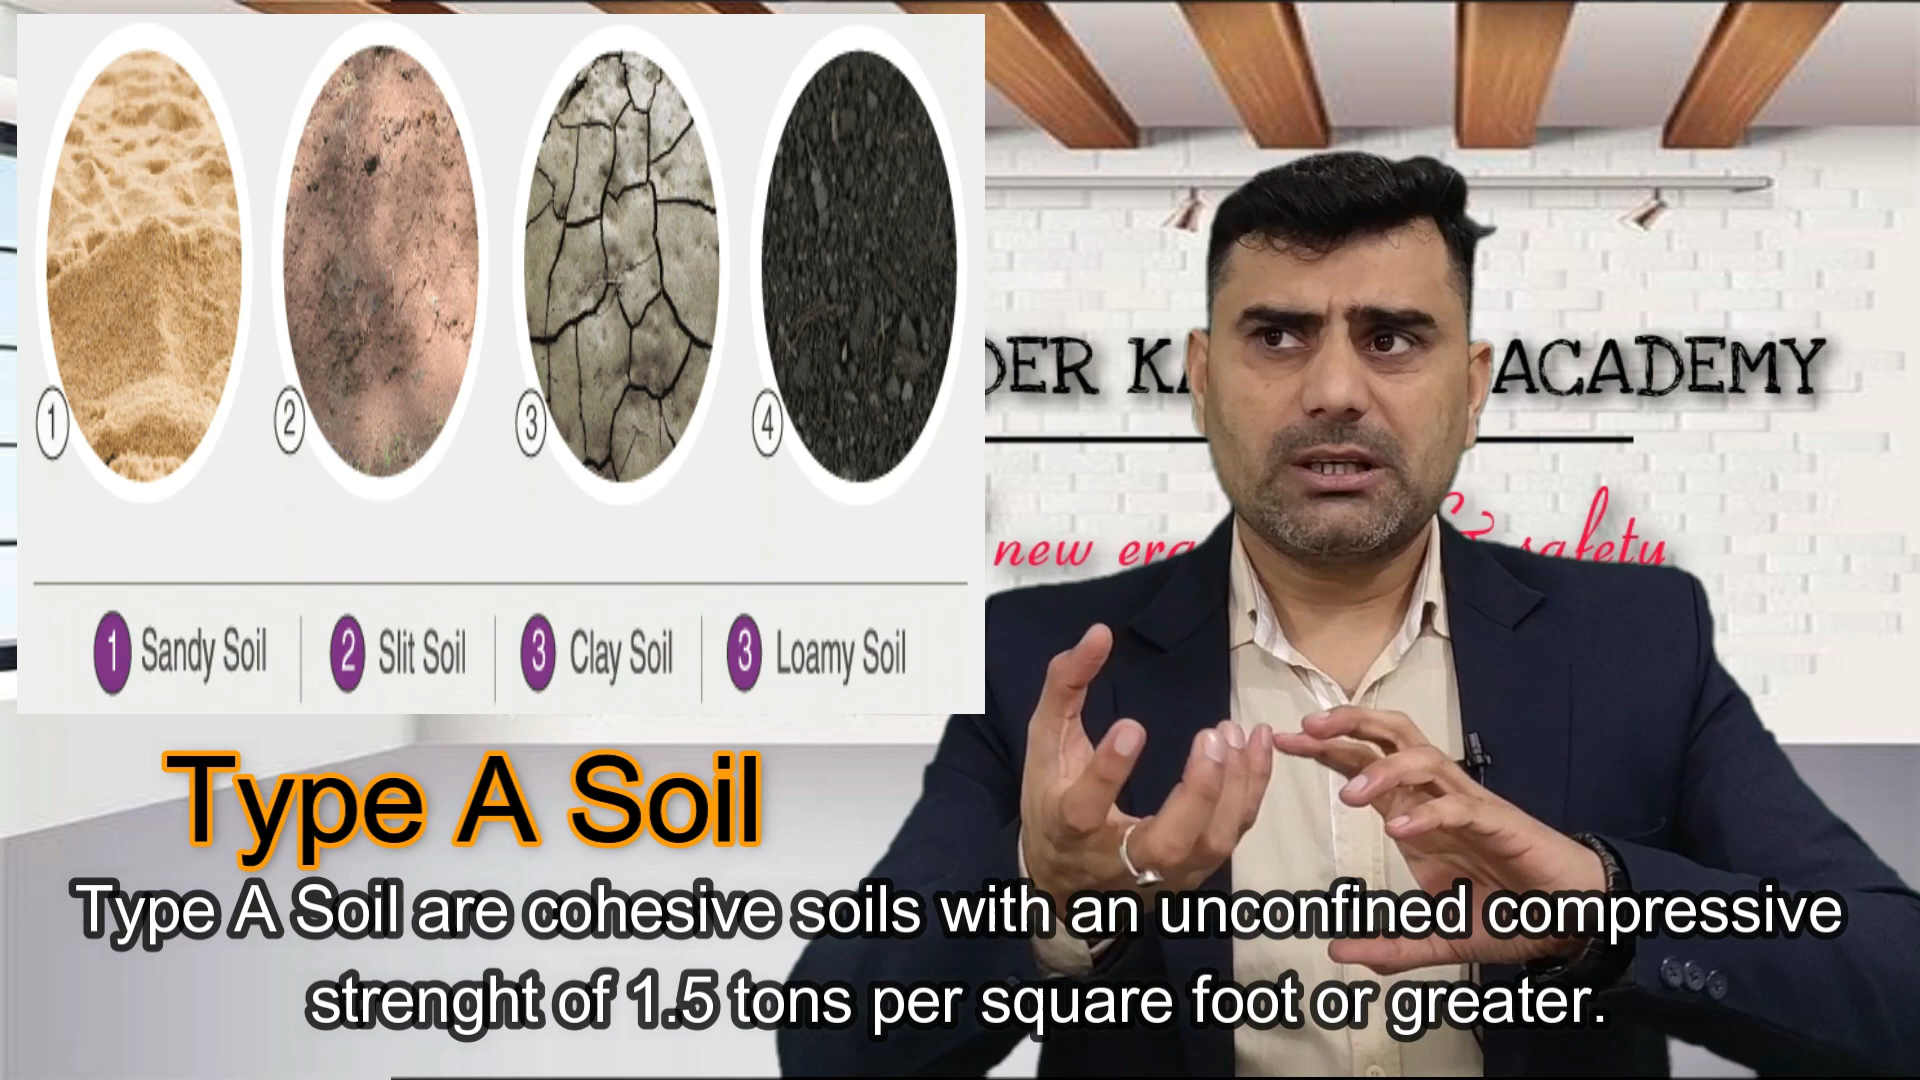 1
2
3
4
1 Sandy Soil
2 Slit Soil
3 Clay Soil
3 Loamy Soil
ACADEMY
new era & safety
Type A Soil
Type A Soil are cohesive soils with an unconfined compressive
strenght of 1.5 tons per square foot or greater.